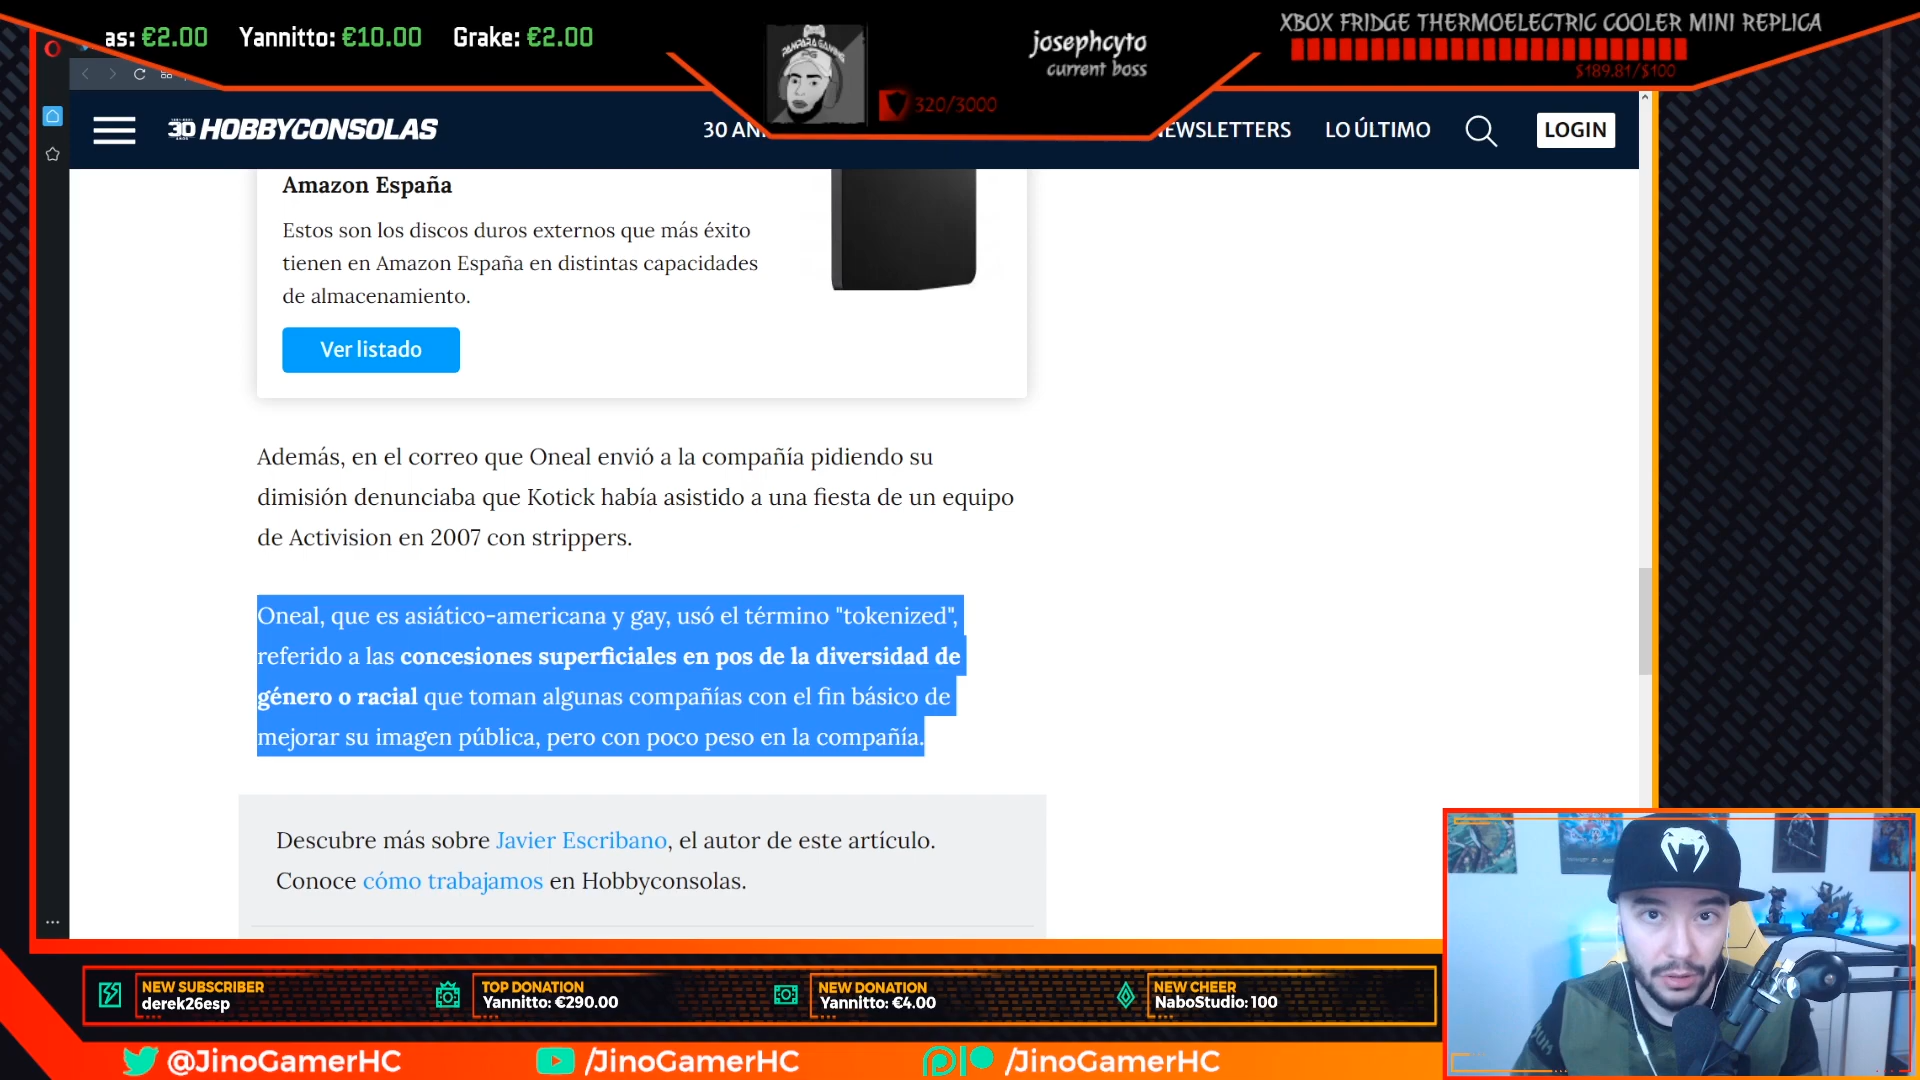 as: €2.00 Yannitto: €10.00 Grake: €2.00
PAMPARA GAMING
josephcyto
current boss
320/3000
XBOX FRIDGE THERMOELECTRIC COOLER MINI REPLICA
$189.81/$100
30 HOBBYCONSOLAS
30 AN
EWSLETTERS
LO ÚLTIMO
LOGIN
Amazon España
Estos son los discos duros externos que más éxito
tienen en Amazon España en distintas capacidades
de almacenamiento.
Ver listado
Además, en el correo que Oneal envió a la compañía pidiendo su
dimisión denunciaba que Kotick había asistido a una fiesta de un equipo
de Activision en 2007 con strippers.
Oneal, que es asiático-americana y gay, usó el término "tokenized",
referido a las concesiones superficiales en pos de la diversidad de
género o racial que toman algunas compañías con el fin básico de
mejorar su imagen pública, pero con poco peso en la compañía.
Descubre más sobre Javier Escribano, el autor de este artículo.
Conoce cómo trabajamos en Hobbyconsolas.
NEW SUBSCRIBER
derek26esp
TOP DONATION
Yannitto: €290.00
NEW DONATION
Yannitto: €4.00
NEW CHEER
NaboStudio: 100
@JinoGamerHC
/JinoGamerHC
/JinoGamerHC